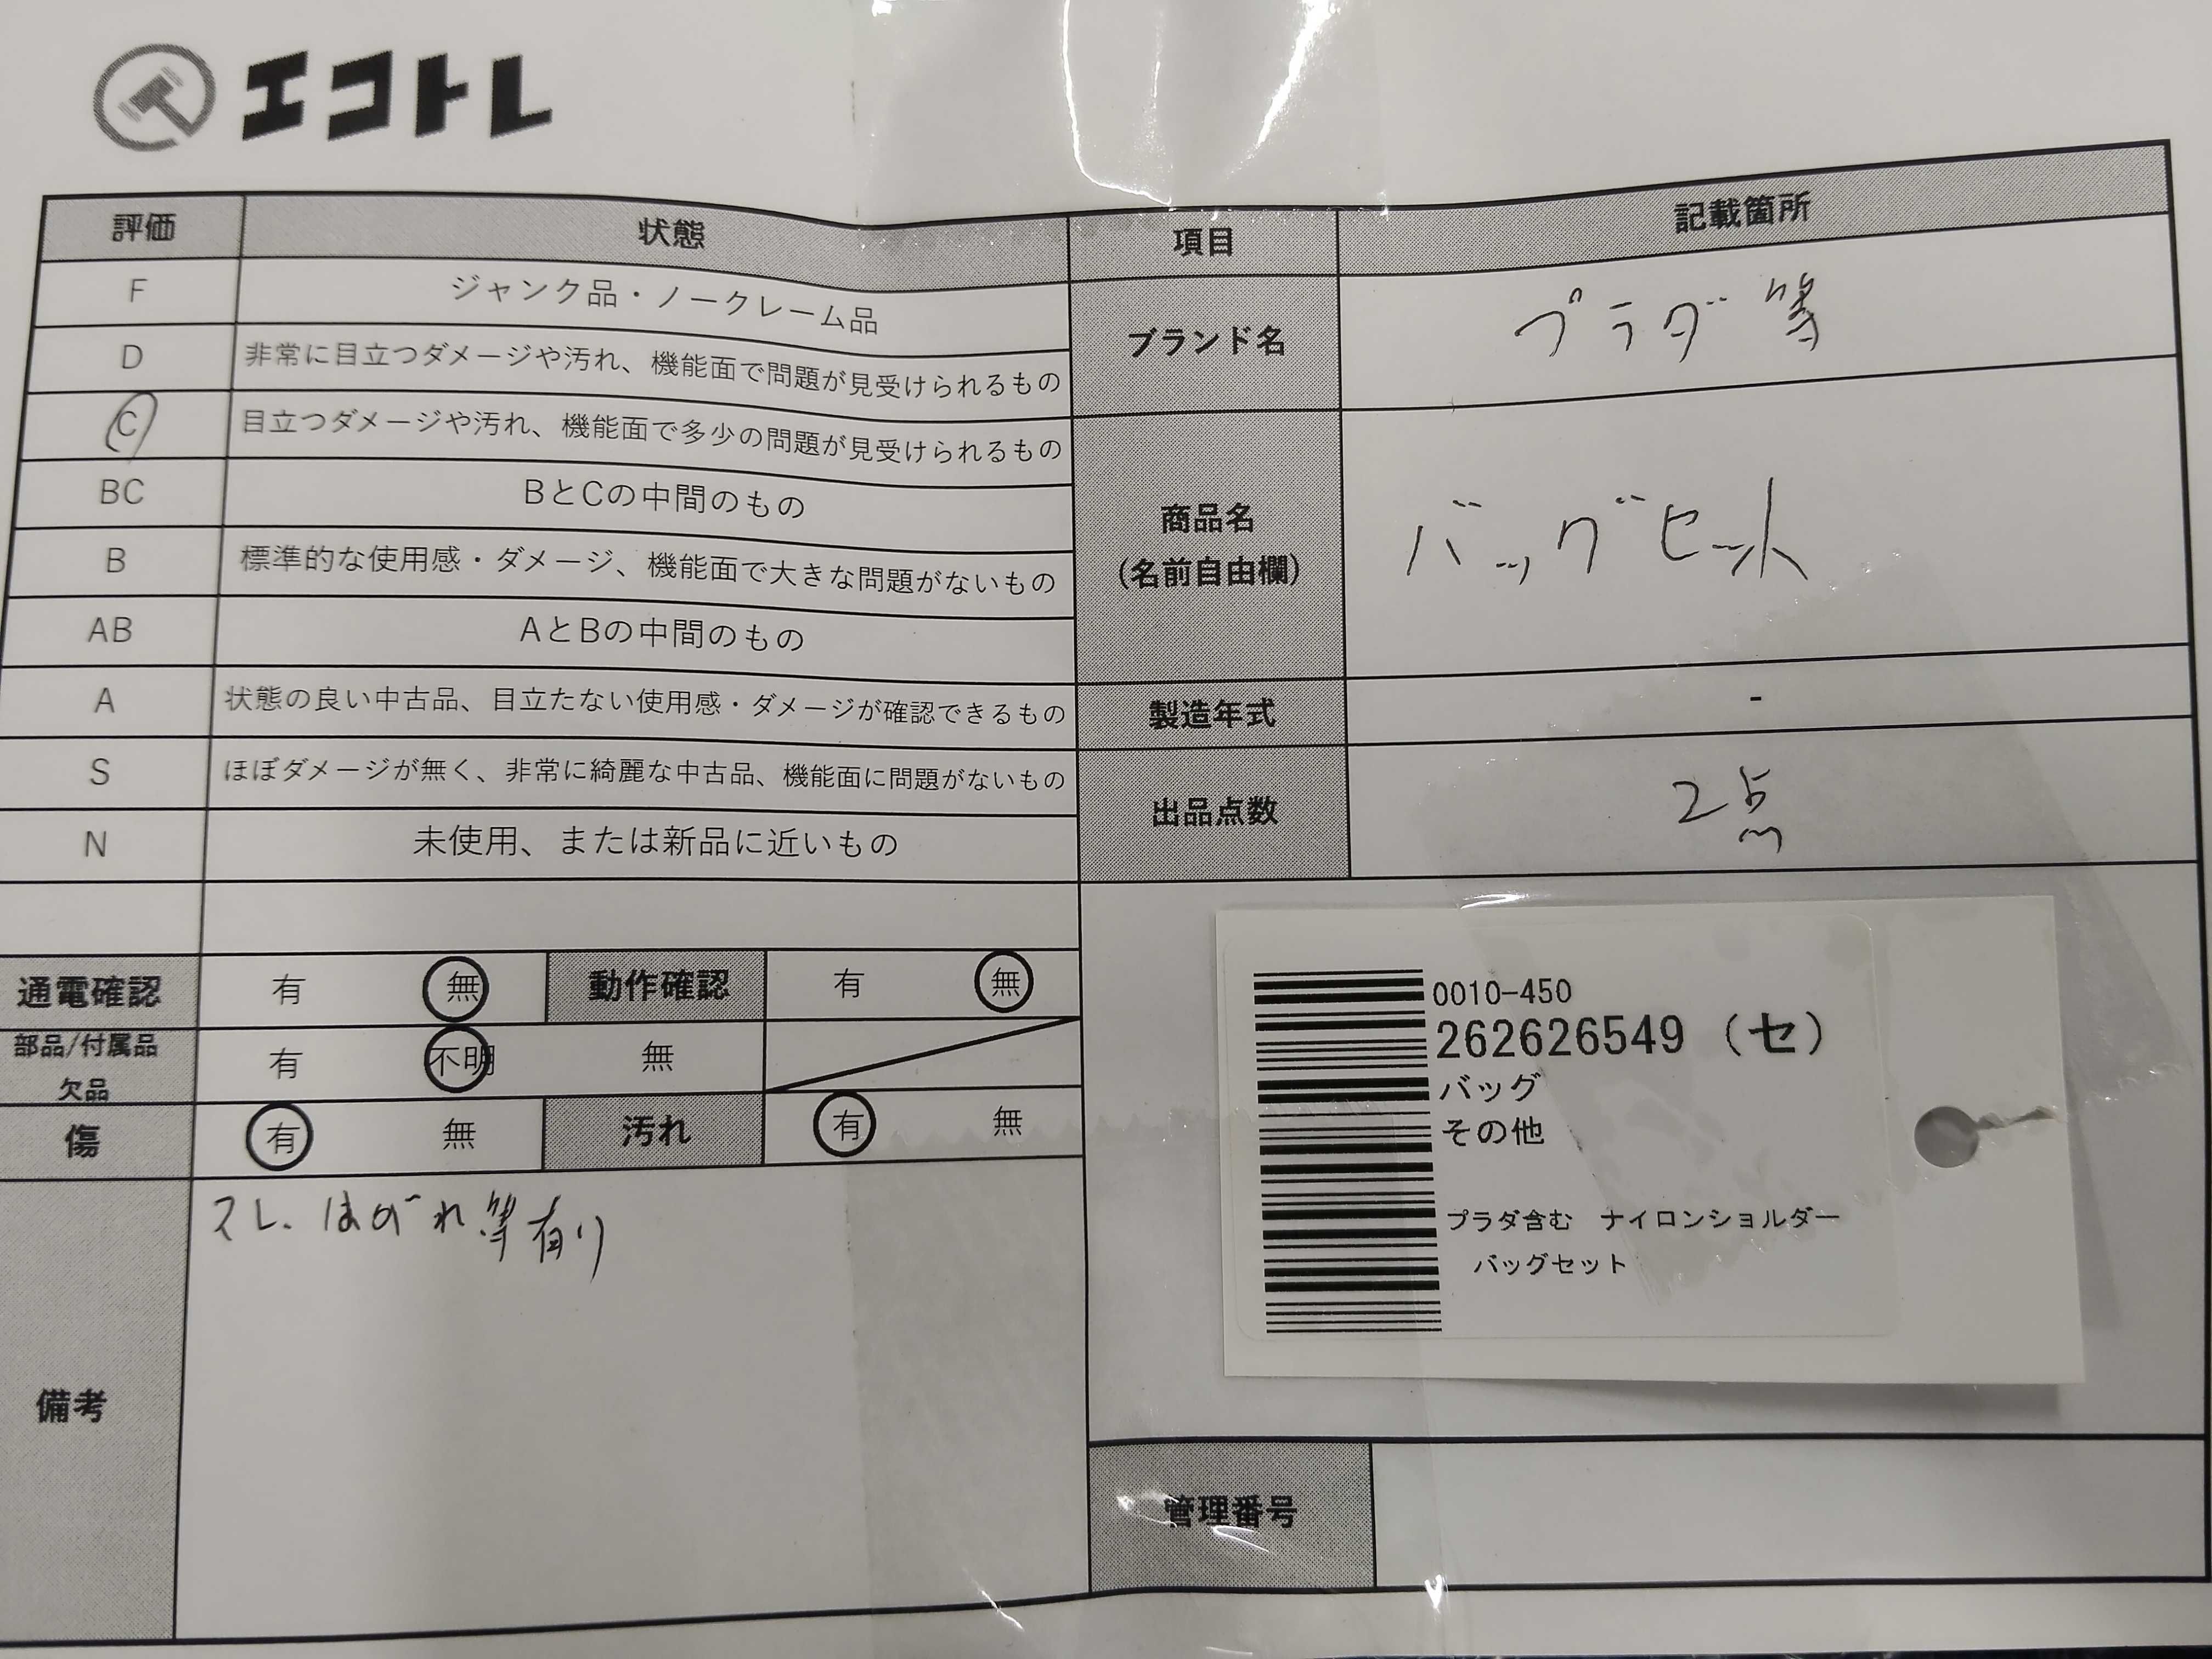 エコトレ
評価 状態
F ジャンク品・ノークレーム品
D 非常に目立つダメージや汚れ、機能面で問題が見受けられるもの
C 目立つダメージや汚れ、機能面で多少の問題が見受けられるもの
BC BとCの中間のもの
B 標準的な使用感・ダメージ、機能面で大きな問題がないもの
AB AとBの中間のもの
A 状態の良い中古品、目立たない使用感・ダメージが確認できるもの
S ほぼダメージが無く、非常に綺麗な中古品、機能面に問題がないもの
N 未使用、または新品に近いもの
通電確認 有 無 動作確認 有 無
部品/付属品
欠品 有 不明 無
傷 有 無 汚れ 有 無
備考 スレ、はがれ等有り
項目 記載箇所
ブランド名 プラダ等
商品名
(名前自由欄) バッグセット
製造年式 -
出品点数 2点
0010-450
262626549 (セ)
バッグ
その他
プラダ含む ナイロンショルダー
バッグセット
管理番号